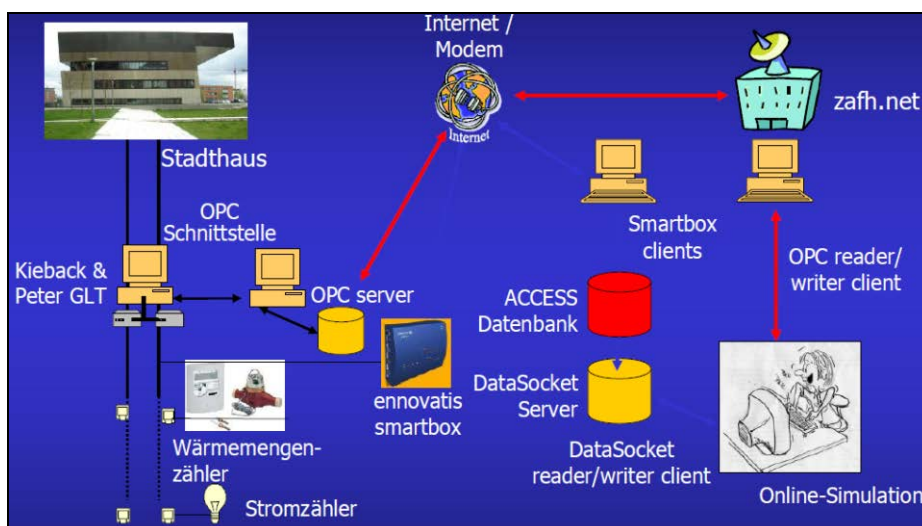 Internet /
Modem
Internet
zafh.net
Stadthaus
OPC
Schnittstelle
Kieback &
Peter GLT
OPC server
Smartbox
clients
OPC reader/
writer client
ACCESS
Datenbank
ennovatis
smartbox
DataSocket
Server
Wärmemengen-
zähler
DataSocket
reader/writer client
Online-Simulation
Stromzähler